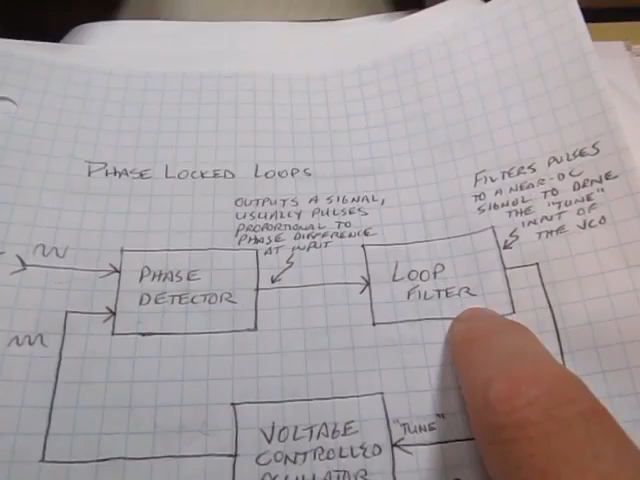 PHASE LOCKED LOOPS
OUTPUTS A SIGNAL,
USUALLY PULSES
PROPORTIONAL TO
PHASE DIFFERENCE
AT INPUT
FILTERS PULSES
TO A NEAR-DC
SIGNAL TO DRIVE
THE "TUNE"
INPUT OF
THE VCO
PHASE
DETECTOR
LOOP
FILTER
"TUNE"
VOLTAGE
CONTROLLED